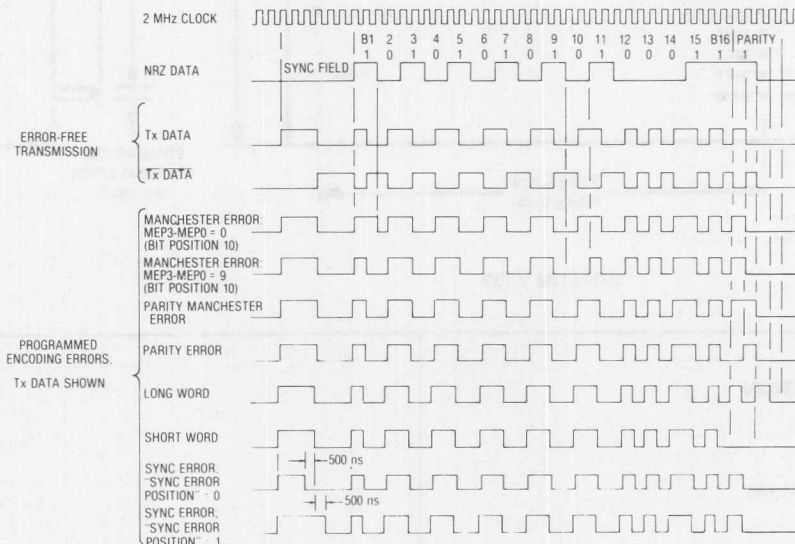 2 MHz CLOCK
B1 2 3 4 5 6 7 8 9 10 11 12 13 14 15 B16 PARITY
1 0 1 0 1 0 1 0 1 0 1 0 0 0 1 1 1
NRZ DATA
SYNC FIELD
ERROR-FREE
TRANSMISSION
Tx DATA
Tx DATA
MANCHESTER ERROR:
MEP3-MEP0 = 0
(BIT POSITION 10)
MANCHESTER ERROR:
MEP3-MEP0 = 9
(BIT POSITION 10)
PARITY MANCHESTER
ERROR
PROGRAMMED
ENCODING ERRORS,
Tx DATA SHOWN
PARITY ERROR
LONG WORD
SHORT WORD
500 ns
SYNC ERROR,
"SYNC ERROR
POSITION" = 0
500 ns
SYNC ERROR,
"SYNC ERROR
POSITION" = 1